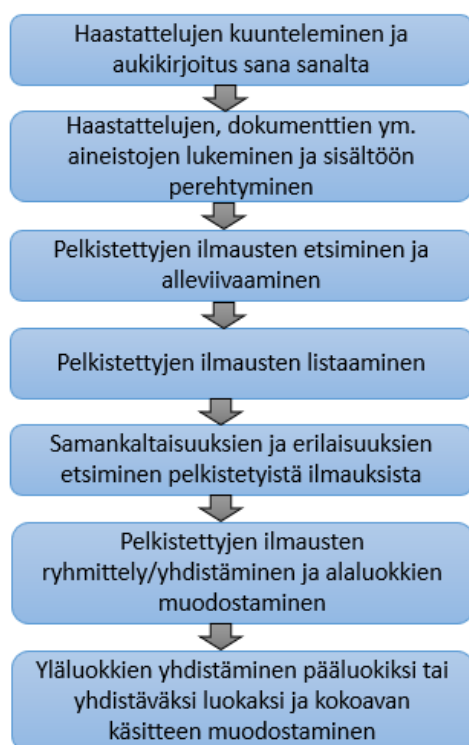 Haastattelujen kuunteleminen ja
aukikirjoitus sana sanalta
Haastattelujen, dokumenttien ym.
aineistojen lukeminen ja sisältöön
perehtyminen
Pelkistettyjen ilmausten etsiminen ja
alleviivaaminen
Pelkistettyjen ilmausten listaaminen
Samankaltaisuuksien ja erilaisuuksien
etsiminen pelkistetyistä ilmauksista
Pelkistettyjen ilmausten
ryhmittely/yhdistäminen ja alaluokkien
muodostaminen
Yläluokkien yhdistäminen pääluokiksi tai
yhdistäväksi luokaksi ja kokoavan
käsitteen muodostaminen